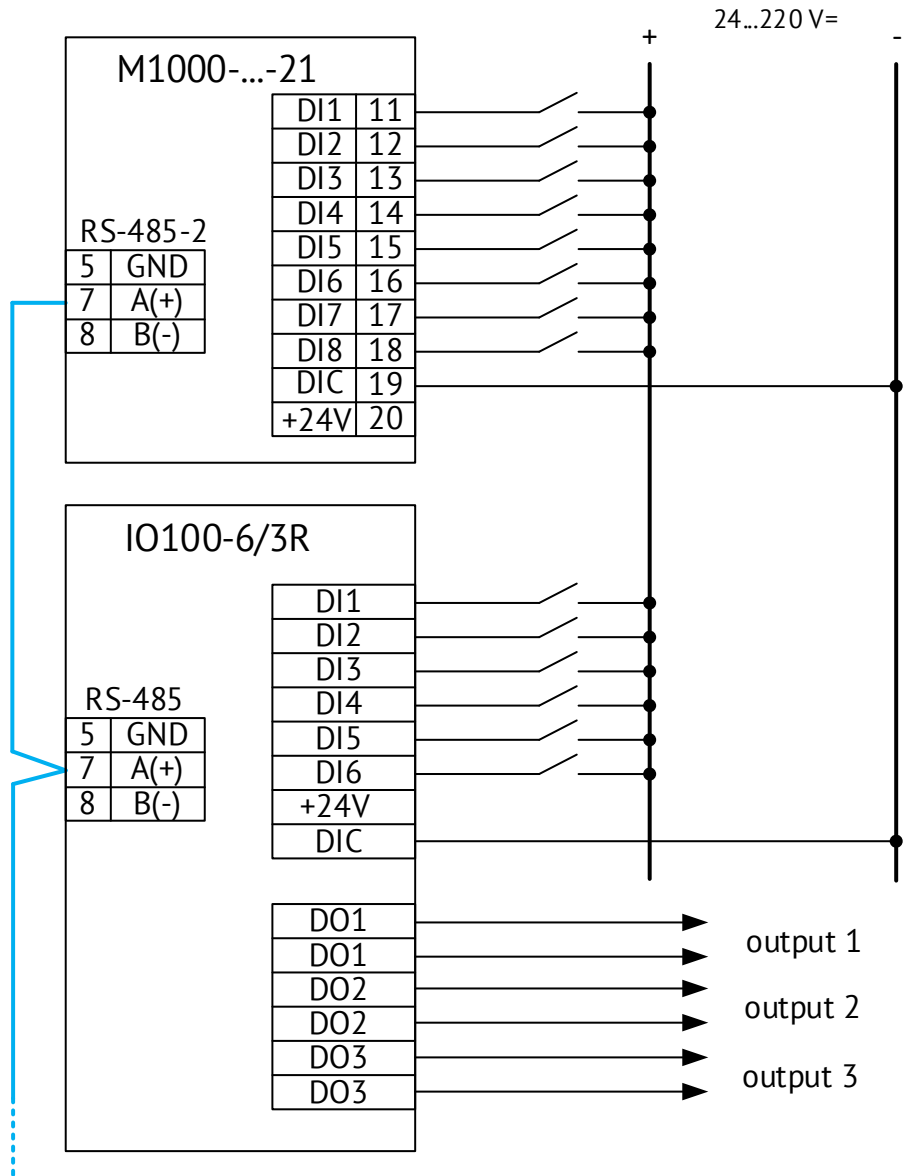 24...220 V=
+ -
M1000-...-21
DI1 11
DI2 12
DI3 13
DI4 14
DI5 15
DI6 16
DI7 17
DI8 18
DIC 19
+24V 20
RS-485-2
5 GND
7 A(+)
8 B(-)
IO100-6/3R
DI1
DI2
DI3
DI4
DI5
DI6
+24V
DIC
RS-485
5 GND
7 A(+)
8 B(-)
DO1
DO1
DO2
DO2
DO3
DO3
output 1
output 2
output 3